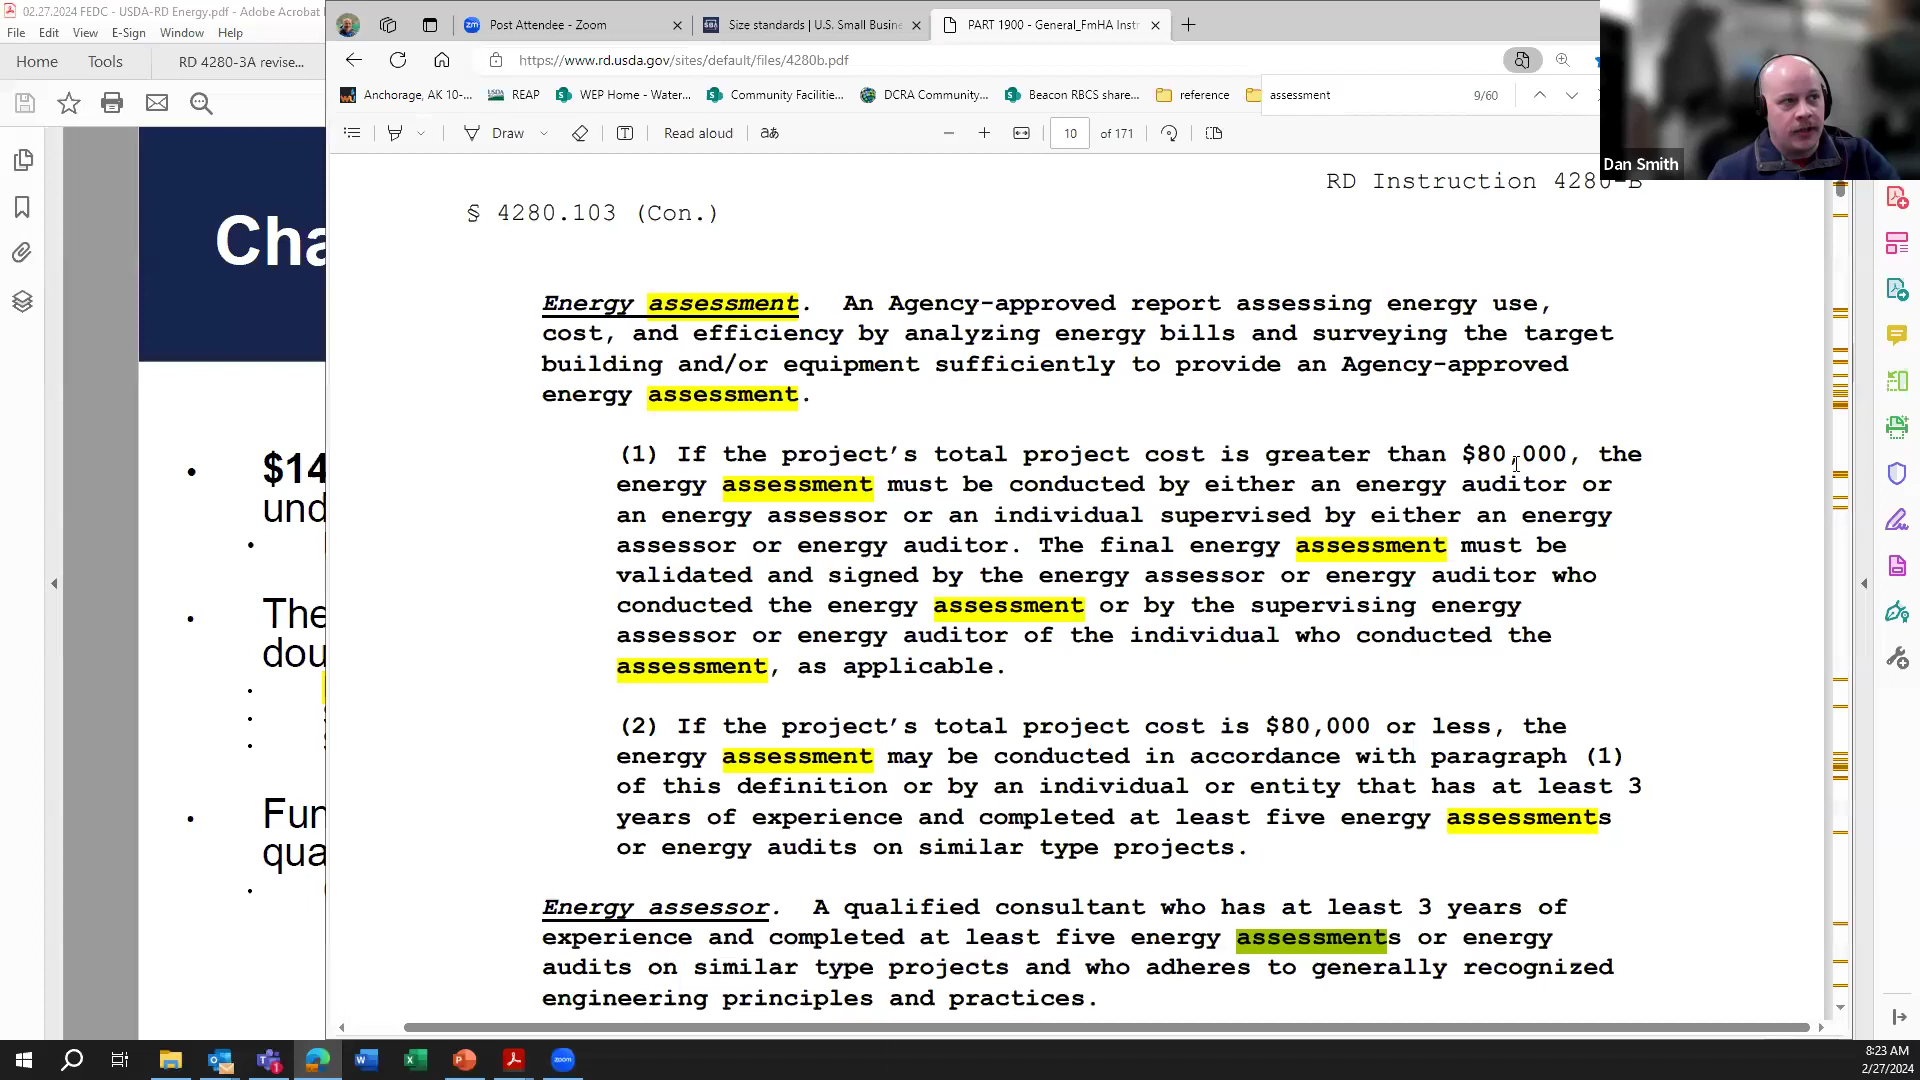 02.27.2024 FEDC - USDA-RD Energy.pdf - Adobe Acrobat
File Edit View E-Sign Window Help
Home Tools RD 4280-3A revise...
Post Attendee - Zoom
Size standards | U.S. Small Busine
PART 1900 - General_FmHA Instr
https://www.rd.usda.gov/sites/default/files/4280b.pdf
Anchorage, AK 10-... REAP WEP Home - Water... Community Facilitie... DCRA Community... Beacon RBCS share... reference
assessment 9/60
Draw Read aloud 10 of 171
Dan Smith
RD Instruction 4280-B
§ 4280.103 (Con.)
Energy assessment. An Agency-approved report assessing energy use,
cost, and efficiency by analyzing energy bills and surveying the target
building and/or equipment sufficiently to provide an Agency-approved
energy assessment.
(1) If the project’s total project cost is greater than $80,000, the
energy assessment must be conducted by either an energy auditor or
an energy assessor or an individual supervised by either an energy
assessor or energy auditor. The final energy assessment must be
validated and signed by the energy assessor or energy auditor who
conducted the energy assessment or by the supervising energy
assessor or energy auditor of the individual who conducted the
assessment, as applicable.
(2) If the project’s total project cost is $80,000 or less, the
energy assessment may be conducted in accordance with paragraph (1)
of this definition or by an individual or entity that has at least 3
years of experience and completed at least five energy assessments
or energy audits on similar type projects.
Energy assessor. A qualified consultant who has at least 3 years of
experience and completed at least five energy assessments or energy
audits on similar type projects and who adheres to generally recognized
engineering principles and practices.
Cha
• $14
und
• The
dou
• Fun
qua
8:23 AM
2/27/2024